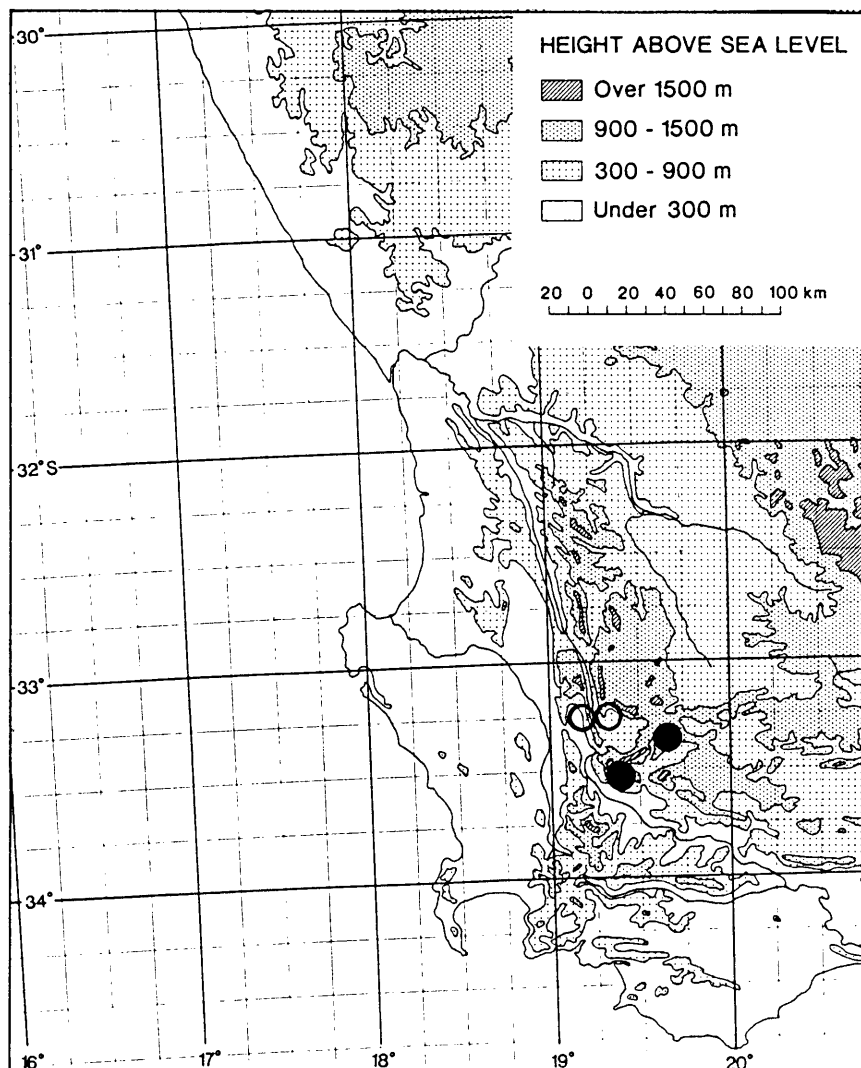 HEIGHT ABOVE SEA LEVEL
Over 1500 m
900 - 1500 m
300 - 900 m
Under 300 m
20 0 20 40 60 80 100 km
30°
31°
32°S
33°
34°
16° 17° 18° 19° 20°